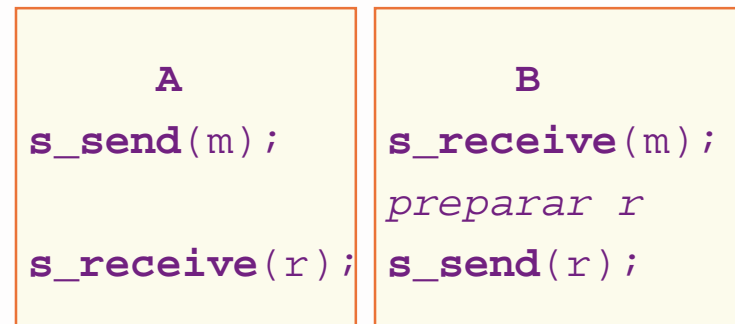 A
s_send(m);
s_receive(r);
B
s_receive(m);
preparar r
s_send(r);